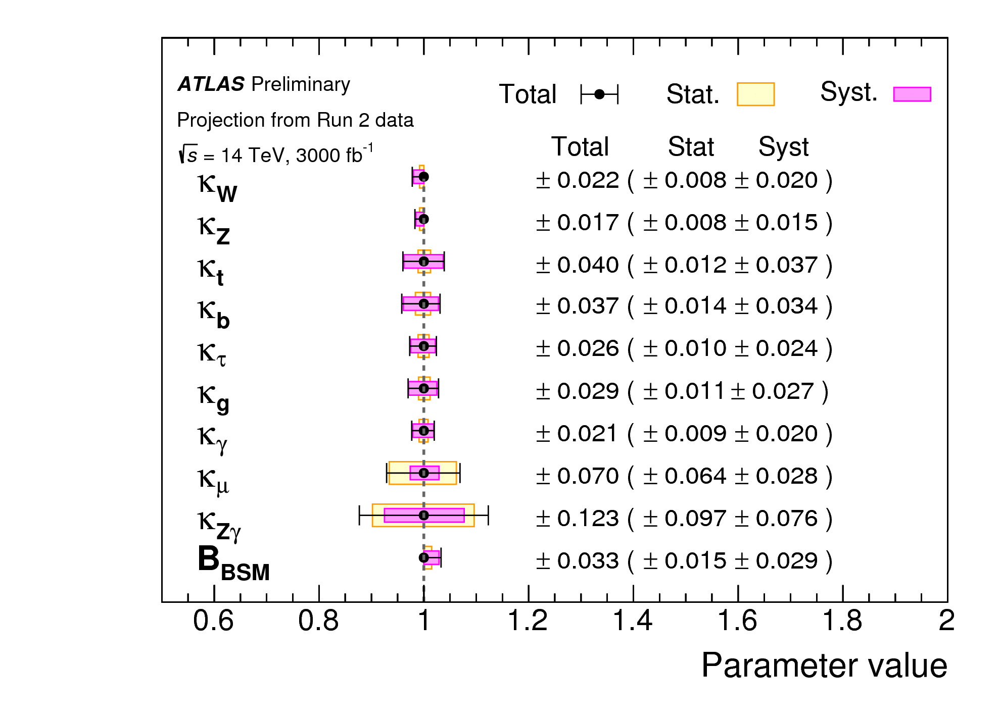 ATLAS Preliminary
Total Stat. Syst.
Projection from Run 2 data
√s = 14 TeV, 3000 fb-1
Total Stat Syst
κW ± 0.022 ( ± 0.008 ± 0.020 )
κZ ± 0.017 ( ± 0.008 ± 0.015 )
κt ± 0.040 ( ± 0.012 ± 0.037 )
κb ± 0.037 ( ± 0.014 ± 0.034 )
κτ ± 0.026 ( ± 0.010 ± 0.024 )
κg ± 0.029 ( ± 0.011 ± 0.027 )
κγ ± 0.021 ( ± 0.009 ± 0.020 )
κμ ± 0.070 ( ± 0.064 ± 0.028 )
κZγ ± 0.123 ( ± 0.097 ± 0.076 )
BBSM ± 0.033 ( ± 0.015 ± 0.029 )
0.6 0.8 1 1.2 1.4 1.6 1.8 2
Parameter value